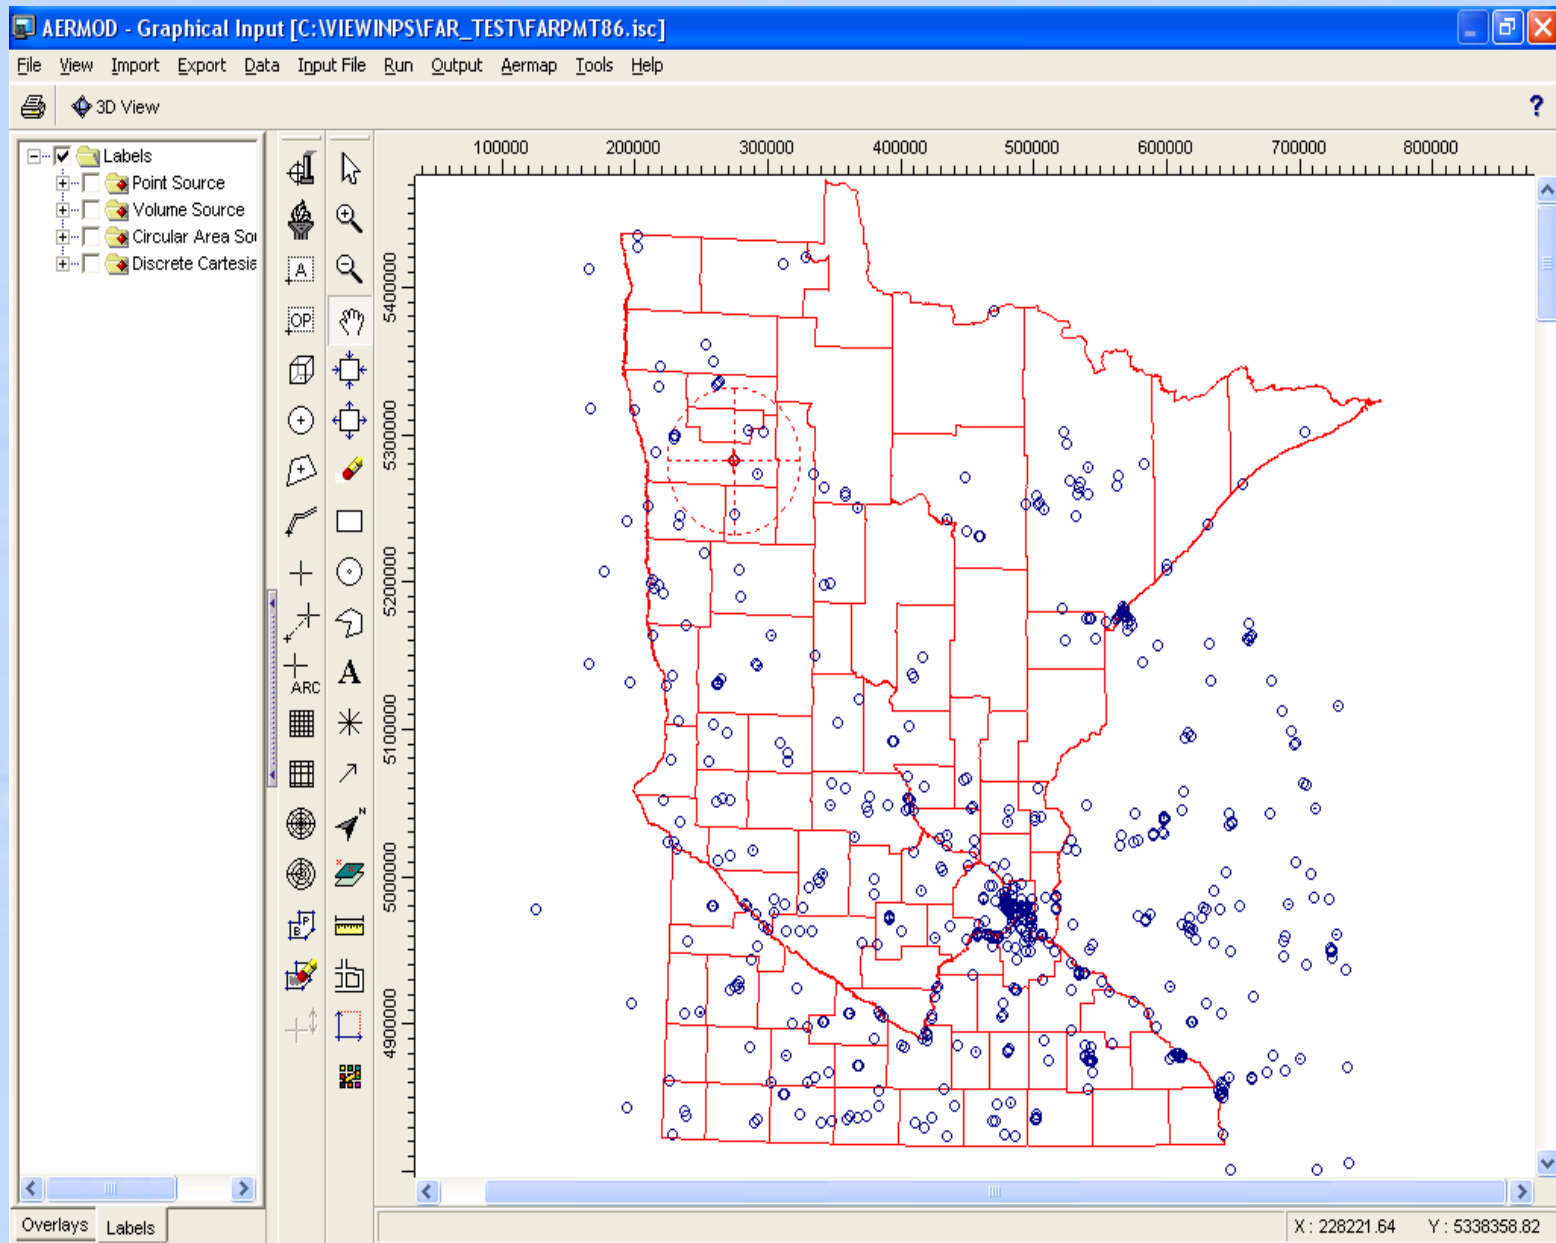 AERMOD - Graphical Input [C:\VIEWINPS\FAR_TEST\FARPMT86.isc]
File View Import Export Data Input File Run Output Aermap Tools Help
3D View ?
Labels
Point Source
Volume Source
Circular Area Sou
Discrete Cartesia
A
OP
ARC
A
N
B P
100000 200000 300000 400000 500000 600000 700000 800000
5400000
5300000
5200000
5100000
5000000
4900000
Overlays Labels
X : 228221.64 Y : 5338358.82